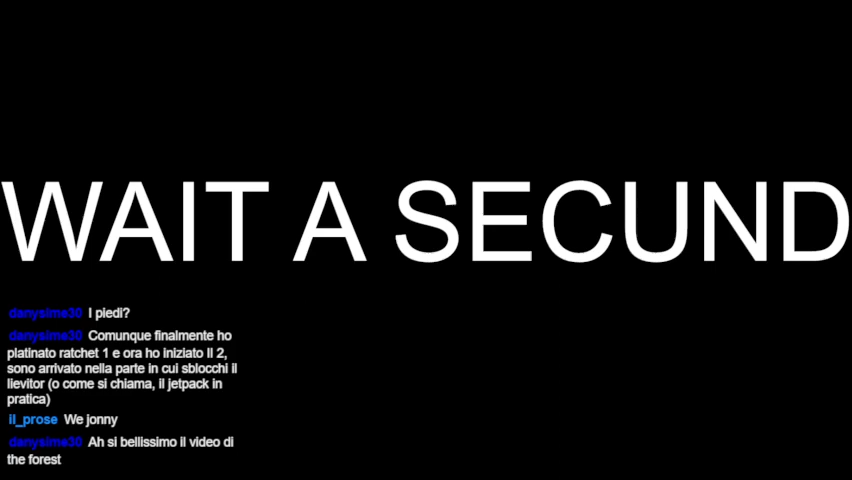 WAIT A SECUND
danysime30 I piedi?
danysime30 Comunque finalmente ho
platinato ratchet 1 e ora ho iniziato Il 2,
sono arrivato nella parte in cui sblocchi il
lievitor (o come si chiama, il jetpack in
pratica)
il_prose We jonny
danysime30 Ah si bellissimo il video di
the forest